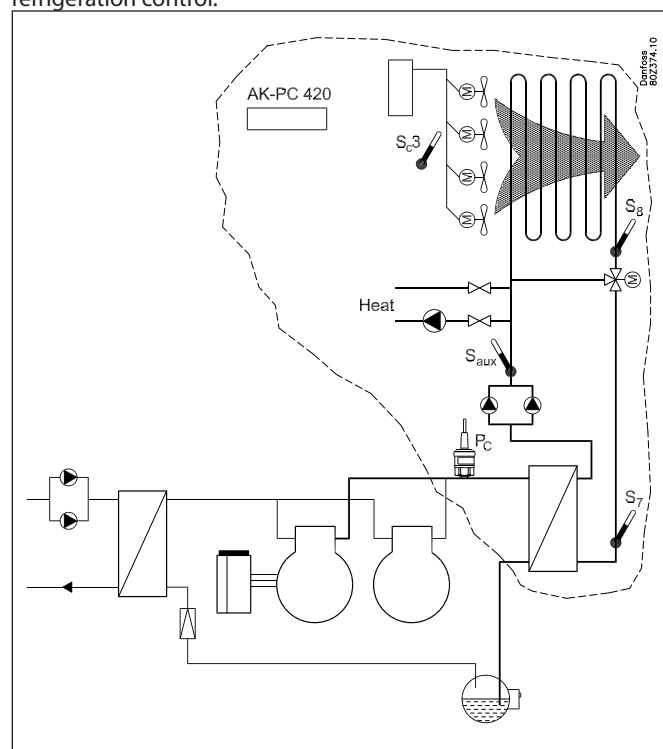 refrigeration control.
Danfoss
80Z374.10
AK-PC 420
M
Sc3
M
M
M
S8
M
Heat
Saux
Pc
S7